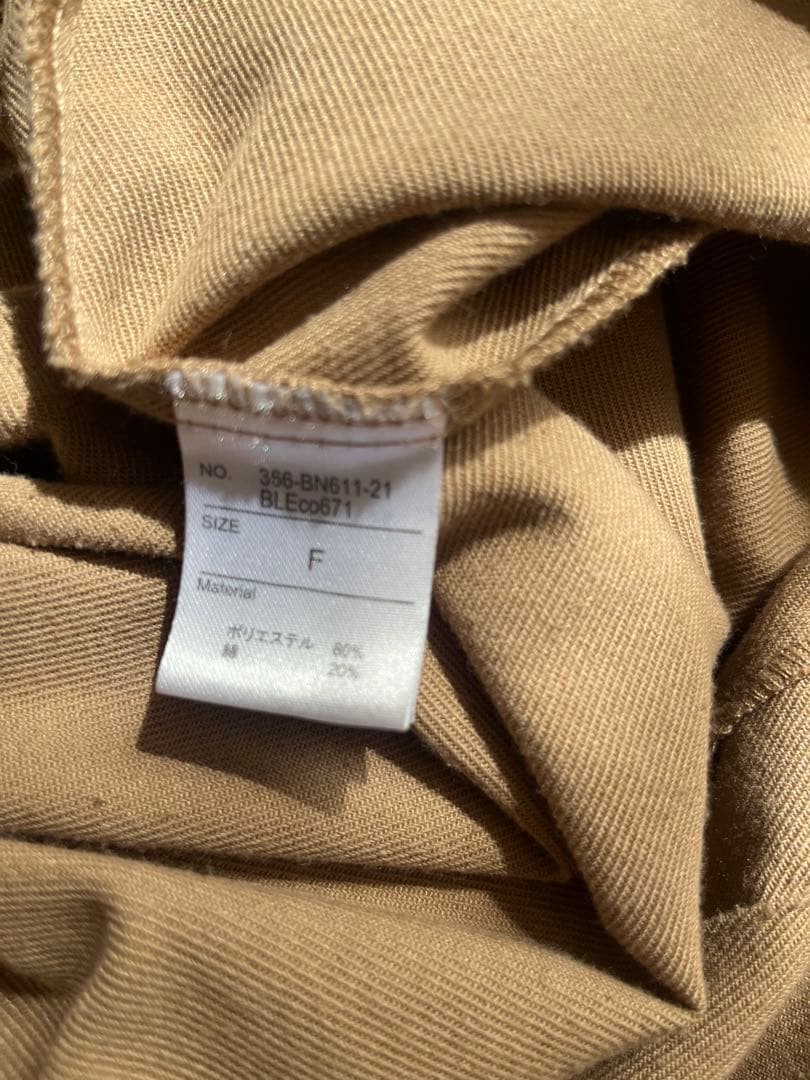 NO. 366-BN611-21
BLEco671
SIZE
F
Material
ポリエステル 80%
綿 20%